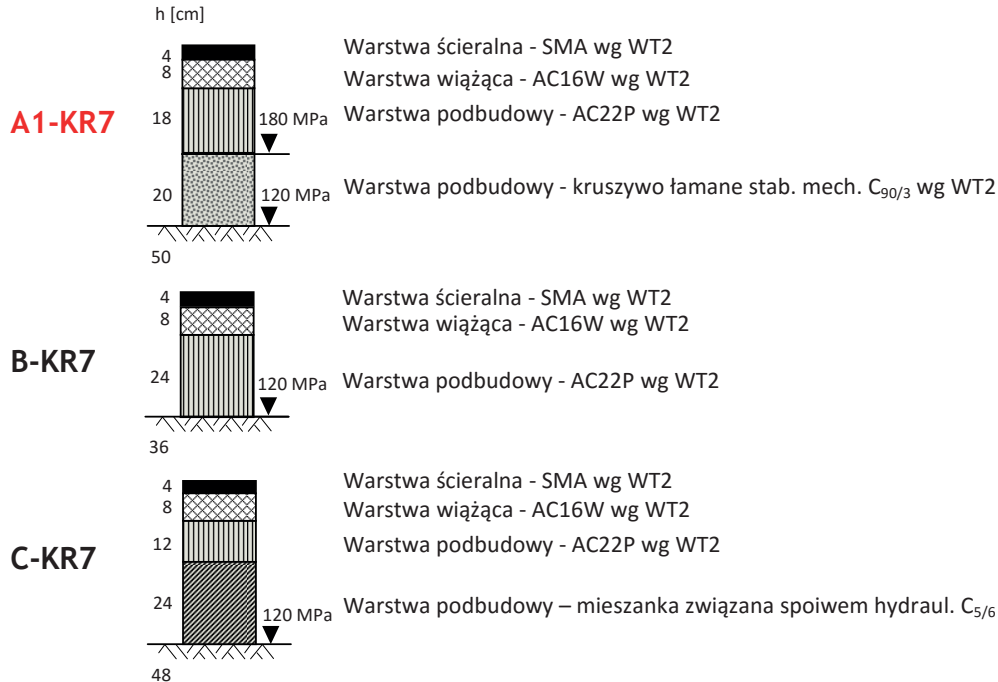 h [cm]
A1-KR7
4 Warstwa ścieralna - SMA wg WT2
8 Warstwa wiążąca - AC16W wg WT2
18 180 MPa Warstwa podbudowy - AC22P wg WT2
20 120 MPa Warstwa podbudowy - kruszywo łamane stab. mech. C90/3 wg WT2
50
B-KR7
4 Warstwa ścieralna - SMA wg WT2
8 Warstwa wiążąca - AC16W wg WT2
24 120 MPa Warstwa podbudowy - AC22P wg WT2
36
C-KR7
4 Warstwa ścieralna - SMA wg WT2
8 Warstwa wiążąca - AC16W wg WT2
12 Warstwa podbudowy - AC22P wg WT2
24 120 MPa Warstwa podbudowy – mieszanka związana spoiwem hydraul. C5/6
48